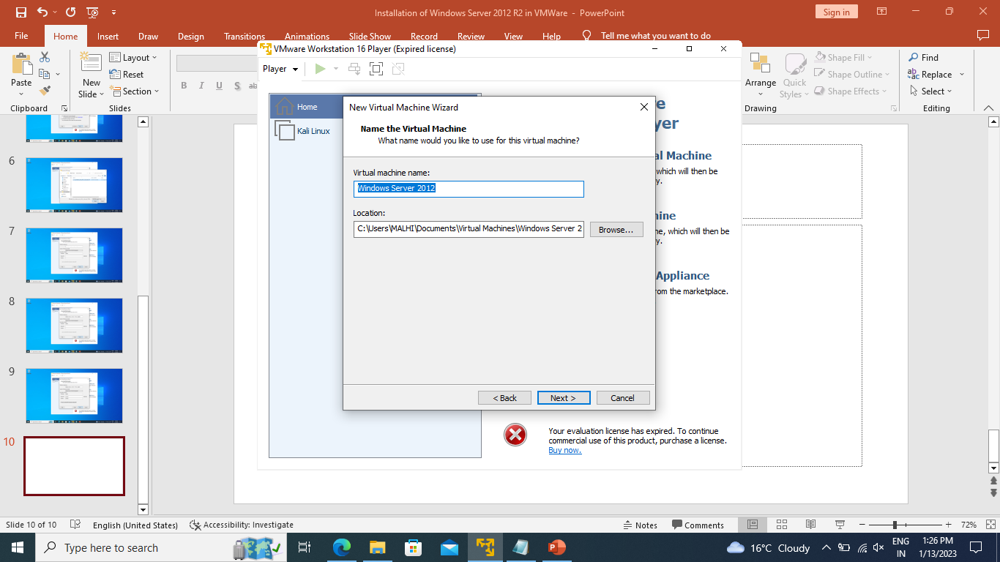 Installation of Windows Server 2012 R2 in VMWare - PowerPoint
Sign in
File Home Insert Draw Design Transitions Animations Slide Show Record Review View Help Tell me what you want to do
Paste
Clipboard
New
Slide
Layout
Reset
Section
Slides
B I U S ab
Arrange
Quick
Styles
Shape Fill
Shape Outline
Shape Effects
Drawing
Find
Replace
Select
Editing
VMware Workstation 16 Player (Expired license)
Player
Home
Kali Linux
New Virtual Machine Wizard
Name the Virtual Machine
What name would you like to use for this virtual machine?
Virtual machine name:
Windows Server 2012
Location:
C:\Users\MALHI\Documents\Virtual Machines\Windows Server 2
Browse...
< Back
Next >
Cancel
re
yer
al Machine
which will then be
y.
hine
ne, which will then be
y.
Appliance
rom the marketplace.
Your evaluation license has expired. To continue
commercial use of this product, purchase a license.
Buy now.
6
7
8
9
10
Slide 10 of 10
English (United States)
Accessibility: Investigate
Notes
Comments
72%
Type here to search
16°C Cloudy
ENG
IN
1:26 PM
1/13/2023